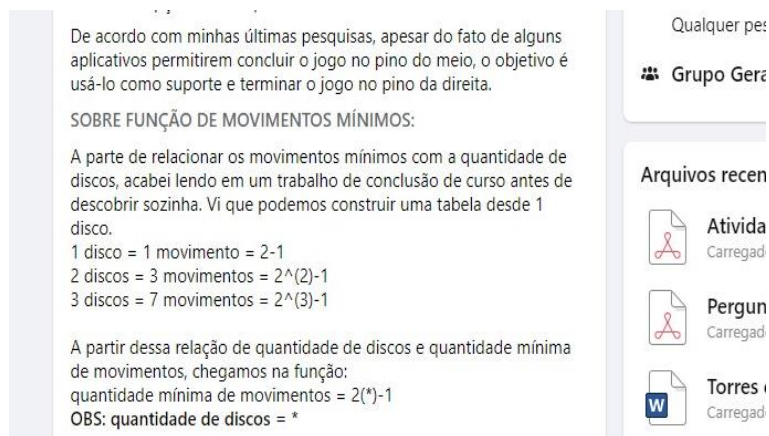 De acordo com minhas últimas pesquisas, apesar do fato de alguns
aplicativos permitirem concluir o jogo no pino do meio, o objetivo é
usá-lo como suporte e terminar o jogo no pino da direita.
SOBRE FUNÇÃO DE MOVIMENTOS MÍNIMOS:
A parte de relacionar os movimentos mínimos com a quantidade de
discos, acabei lendo em um trabalho de conclusão de curso antes de
descobrir sozinha. Vi que podemos construir uma tabela desde 1
disco.
1 disco = 1 movimento = 2-1
2 discos = 3 movimentos = 2^(2)-1
3 discos = 7 movimentos = 2^(3)-1
A partir dessa relação de quantidade de discos e quantidade mínima
de movimentos, chegamos na função:
quantidade mínima de movimentos = 2(*)-1
OBS: quantidade de discos = *
Qualquer pes
Grupo Gera
Arquivos recen
Ativida
Carregad
Pergun
Carregad
W
Torres
Carregad